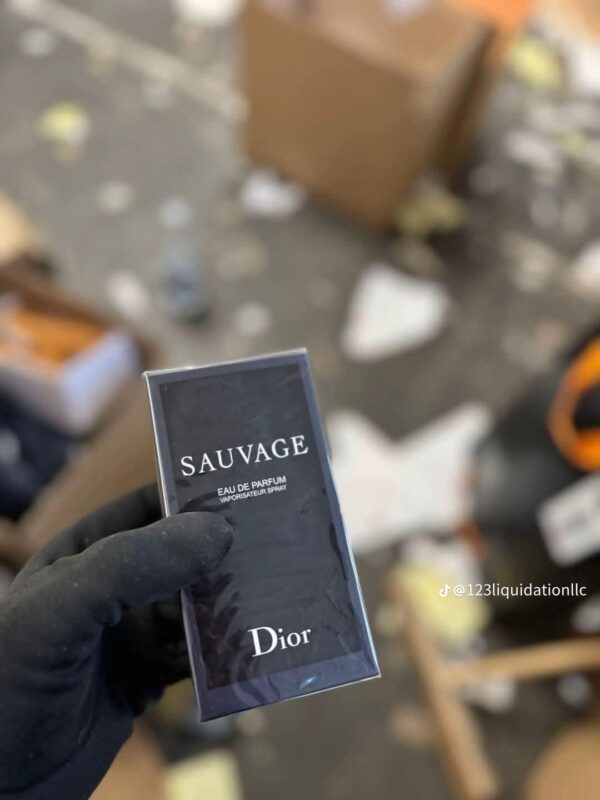 SAUVAGE
EAU DE PARFUM
VAPORISATEUR SPRAY
Dior
@123liquidationllc